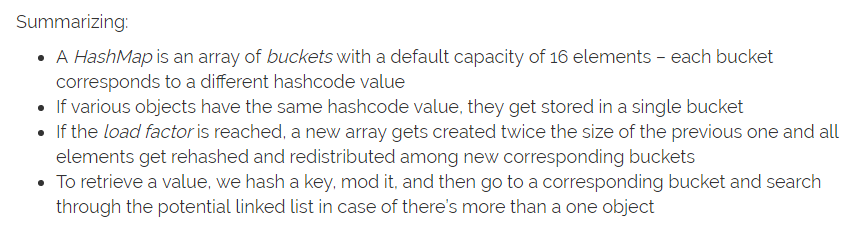 Summarizing:
• A HashMap is an array of buckets with a default capacity of 16 elements – each bucket
corresponds to a different hashcode value
• If various objects have the same hashcode value, they get stored in a single bucket
• If the load factor is reached, a new array gets created twice the size of the previous one and all
elements get rehashed and redistributed among new corresponding buckets
• To retrieve a value, we hash a key, mod it, and then go to a corresponding bucket and search
through the potential linked list in case of there's more than a one object